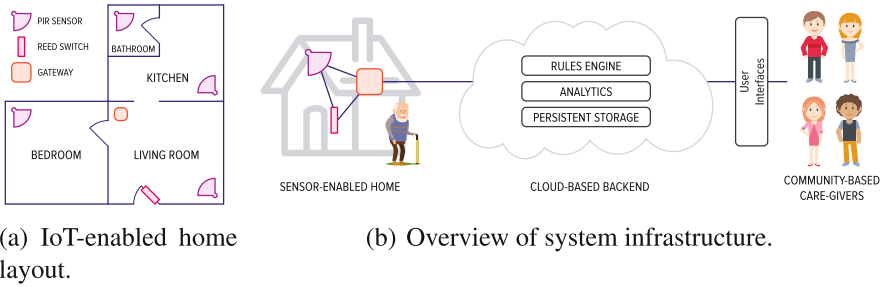 PIR SENSOR
REED SWITCH
GATEWAY
BATHROOM
KITCHEN
BEDROOM
LIVING ROOM
RULES ENGINE
ANALYTICS
PERSISTENT STORAGE
User
Interfaces
SENSOR-ENABLED HOME
CLOUD-BASED BACKEND
COMMUNITY-BASED
CARE-GIVERS
(a) IoT-enabled home
layout.
(b) Overview of system infrastructure.